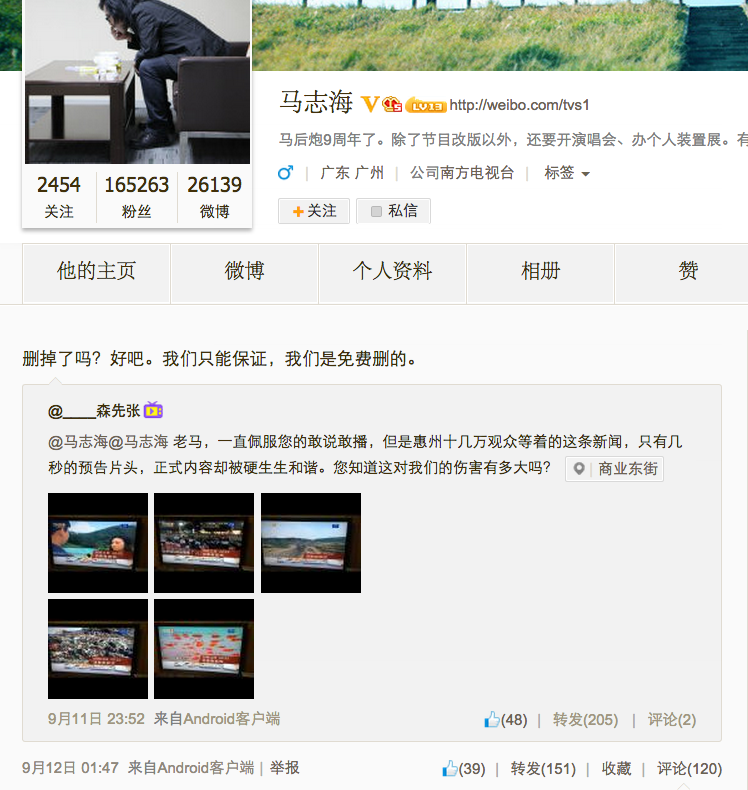 马志海 V LV13 http://weibo.com/tvs1
马后炮9周年了。除了节目改版以外，还要开演唱会、办个人装置展。有
广东 广州 | 公司南方电视台 | 标签
2454 165263 26139
关注 粉丝 微博
+关注 私信
他的主页 微博 个人资料 相册 赞
删掉了吗？好吧。我们只能保证，我们是免费删的。
@____森先张
@马志海@马志海 老马，一直佩服您的敢说敢播，但是惠州十几万观众等着的这条新闻，只有几
秒的预告片头，正式内容却被硬生生和谐。您知道这对我们的伤害有多大吗？ | 商业东街
9月11日 23:52 来自Android客户端 (48) | 转发(205) | 评论(2)
9月12日 01:47 来自Android客户端 | 举报 (39) | 转发(151) | 收藏 | 评论(120)